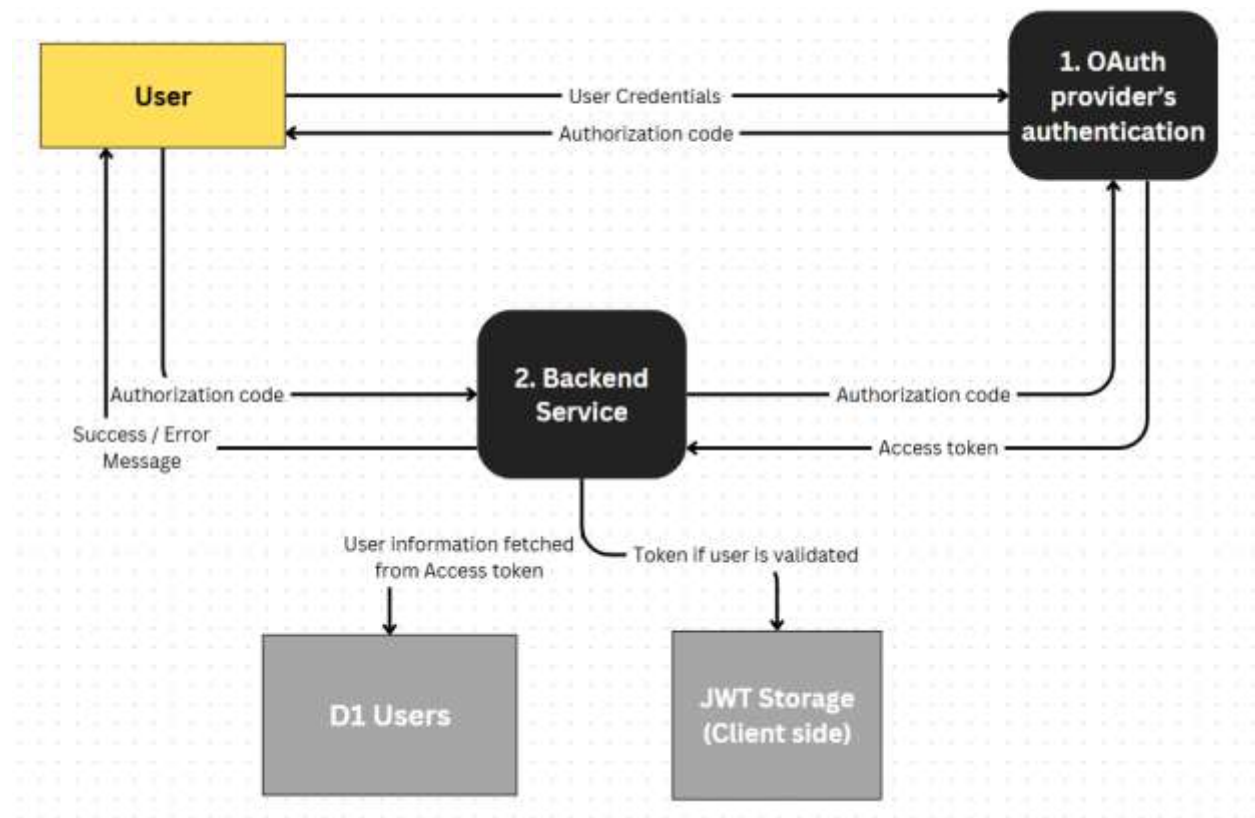 User
User Credentials
Authorization code
1. OAuth
provider's
authentication
2. Backend
Service
Authorization code
Success / Error
Message
Authorization code
Access token
User information fetched
from Access token
Token if user is validated
D1 Users
JWT Storage
(Client side)